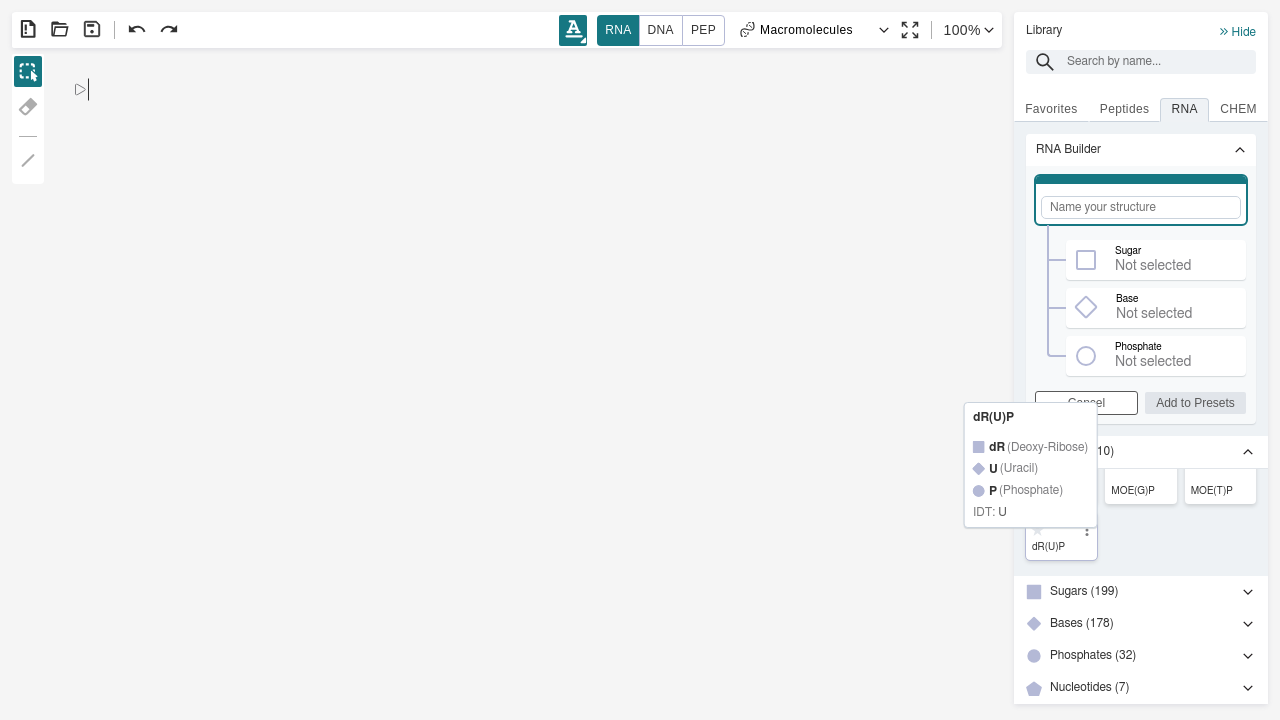 RNA
DNA
PEP
Macromolecules
100%
Library
Hide
Search by name...
Favorites
Peptides
RNA
CHEM
RNA Builder
Name your structure
Sugar
Not selected
Base
Not selected
Phosphate
Not selected
Cancel
Add to Presets
dR(U)P
dR (Deoxy-Ribose)
U (Uracil)
P (Phosphate)
IDT: U
10)
MOE(G)P
MOE(T)P
dR(U)P
Sugars (199)
Bases (178)
Phosphates (32)
Nucleotides (7)